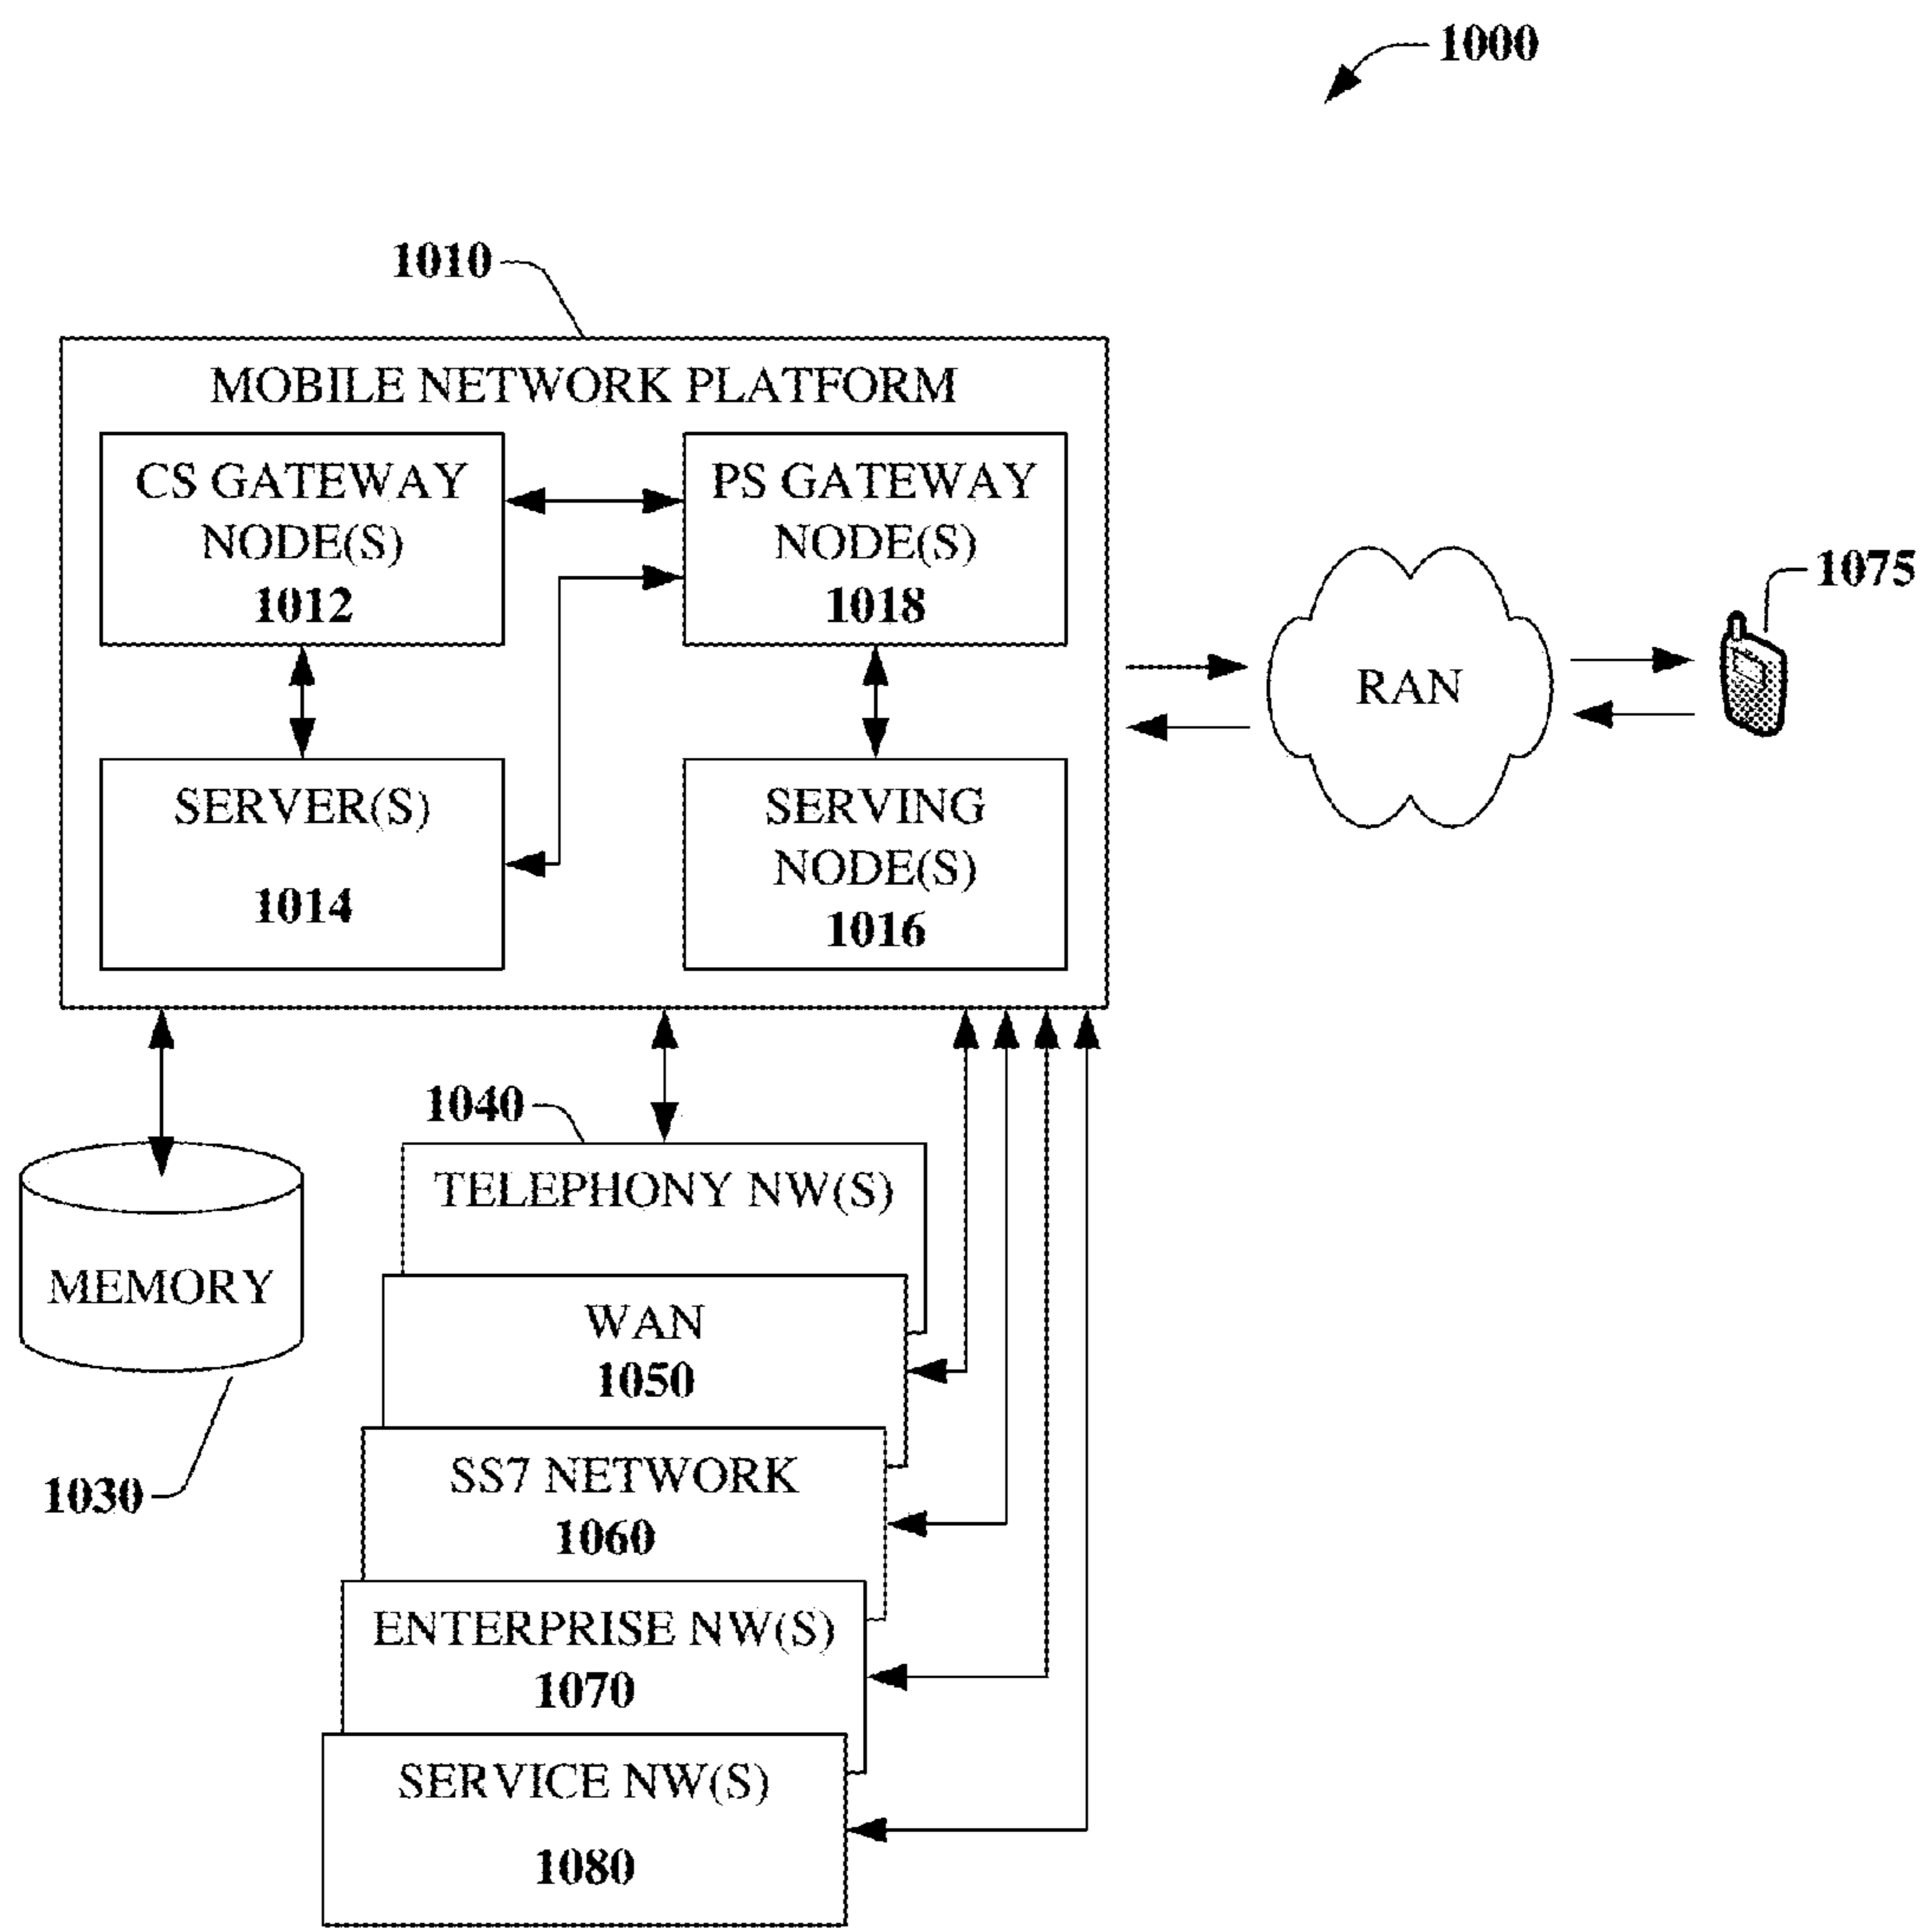 1000
1010
MOBILE NETWORK PLATFORM
CS GATEWAY
NODE(S)
1012
PS GATEWAY
NODE(S)
1018
SERVER(S)
1014
SERVING
NODE(S)
1016
RAN
1075
1040
TELEPHONY NW(S)
MEMORY
1030
WAN
1050
SS7 NETWORK
1060
ENTERPRISE NW(S)
1070
SERVICE NW(S)
1080